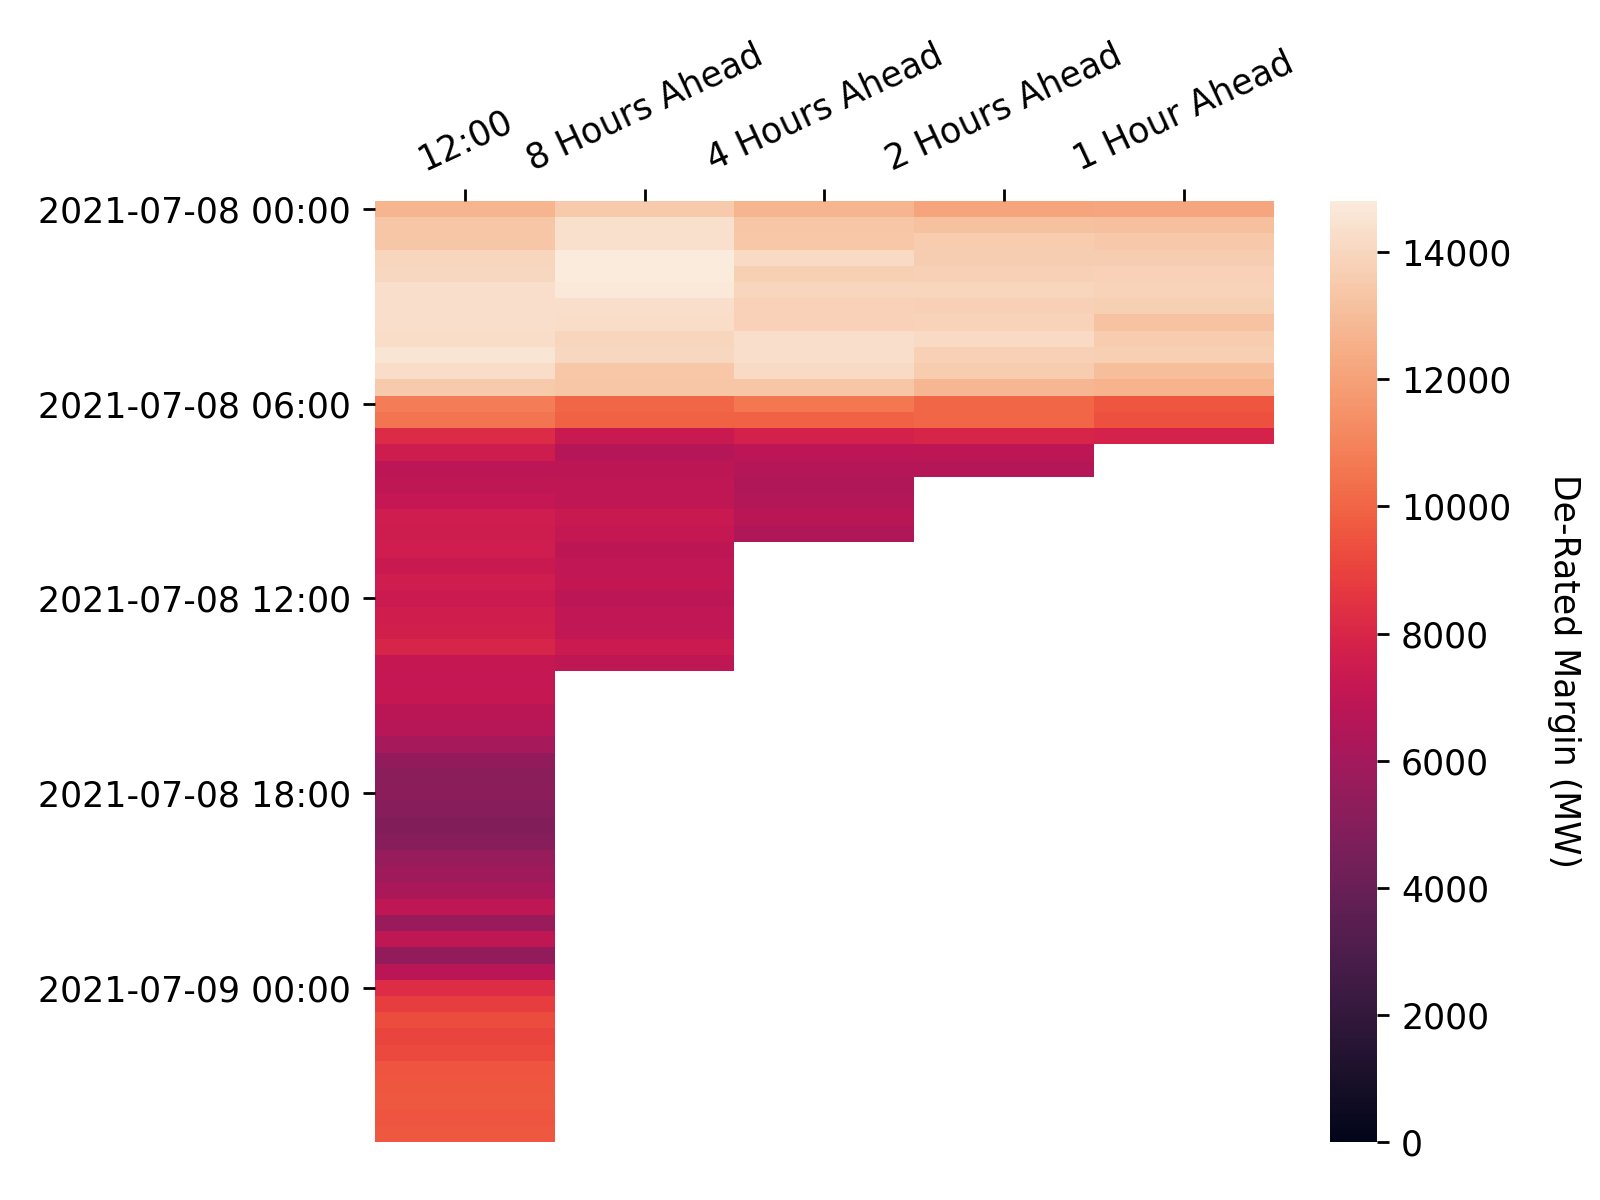 12:00
8 Hours Ahead
4 Hours Ahead
2 Hours Ahead
1 Hour Ahead
2021-07-08 00:00
2021-07-08 06:00
2021-07-08 12:00
2021-07-08 18:00
2021-07-09 00:00
14000
12000
10000
8000
6000
4000
2000
0
De-Rated Margin (MW)